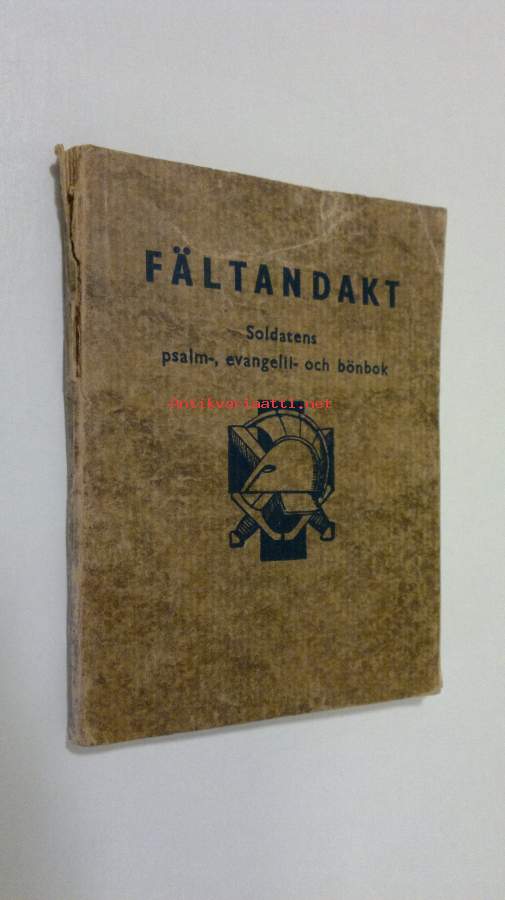 FÄLTANDAKT
Soldatens
psalm-, evangelii- och bönbok
Antikvariaatti.net